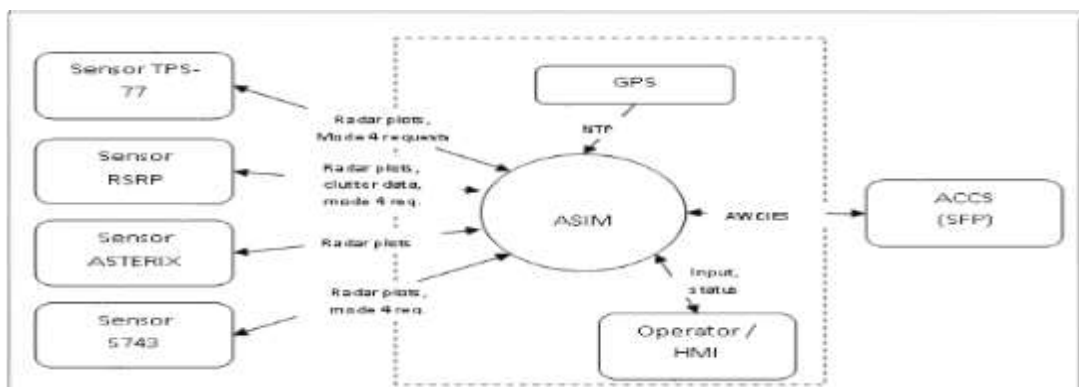 Sensor TPS-
77
GPS
Radar plots,
Mode 4 requests
NTP
Sensor
RSRP
Radar plots,
clutter data,
mode 4 req.
ASIM
AWCIES
ACCS
(SFP)
Sensor
ASTERIX
Radar plots
Input,
status
Radar plots,
mode 4 req.
Sensor
S743
Operator /
HMI